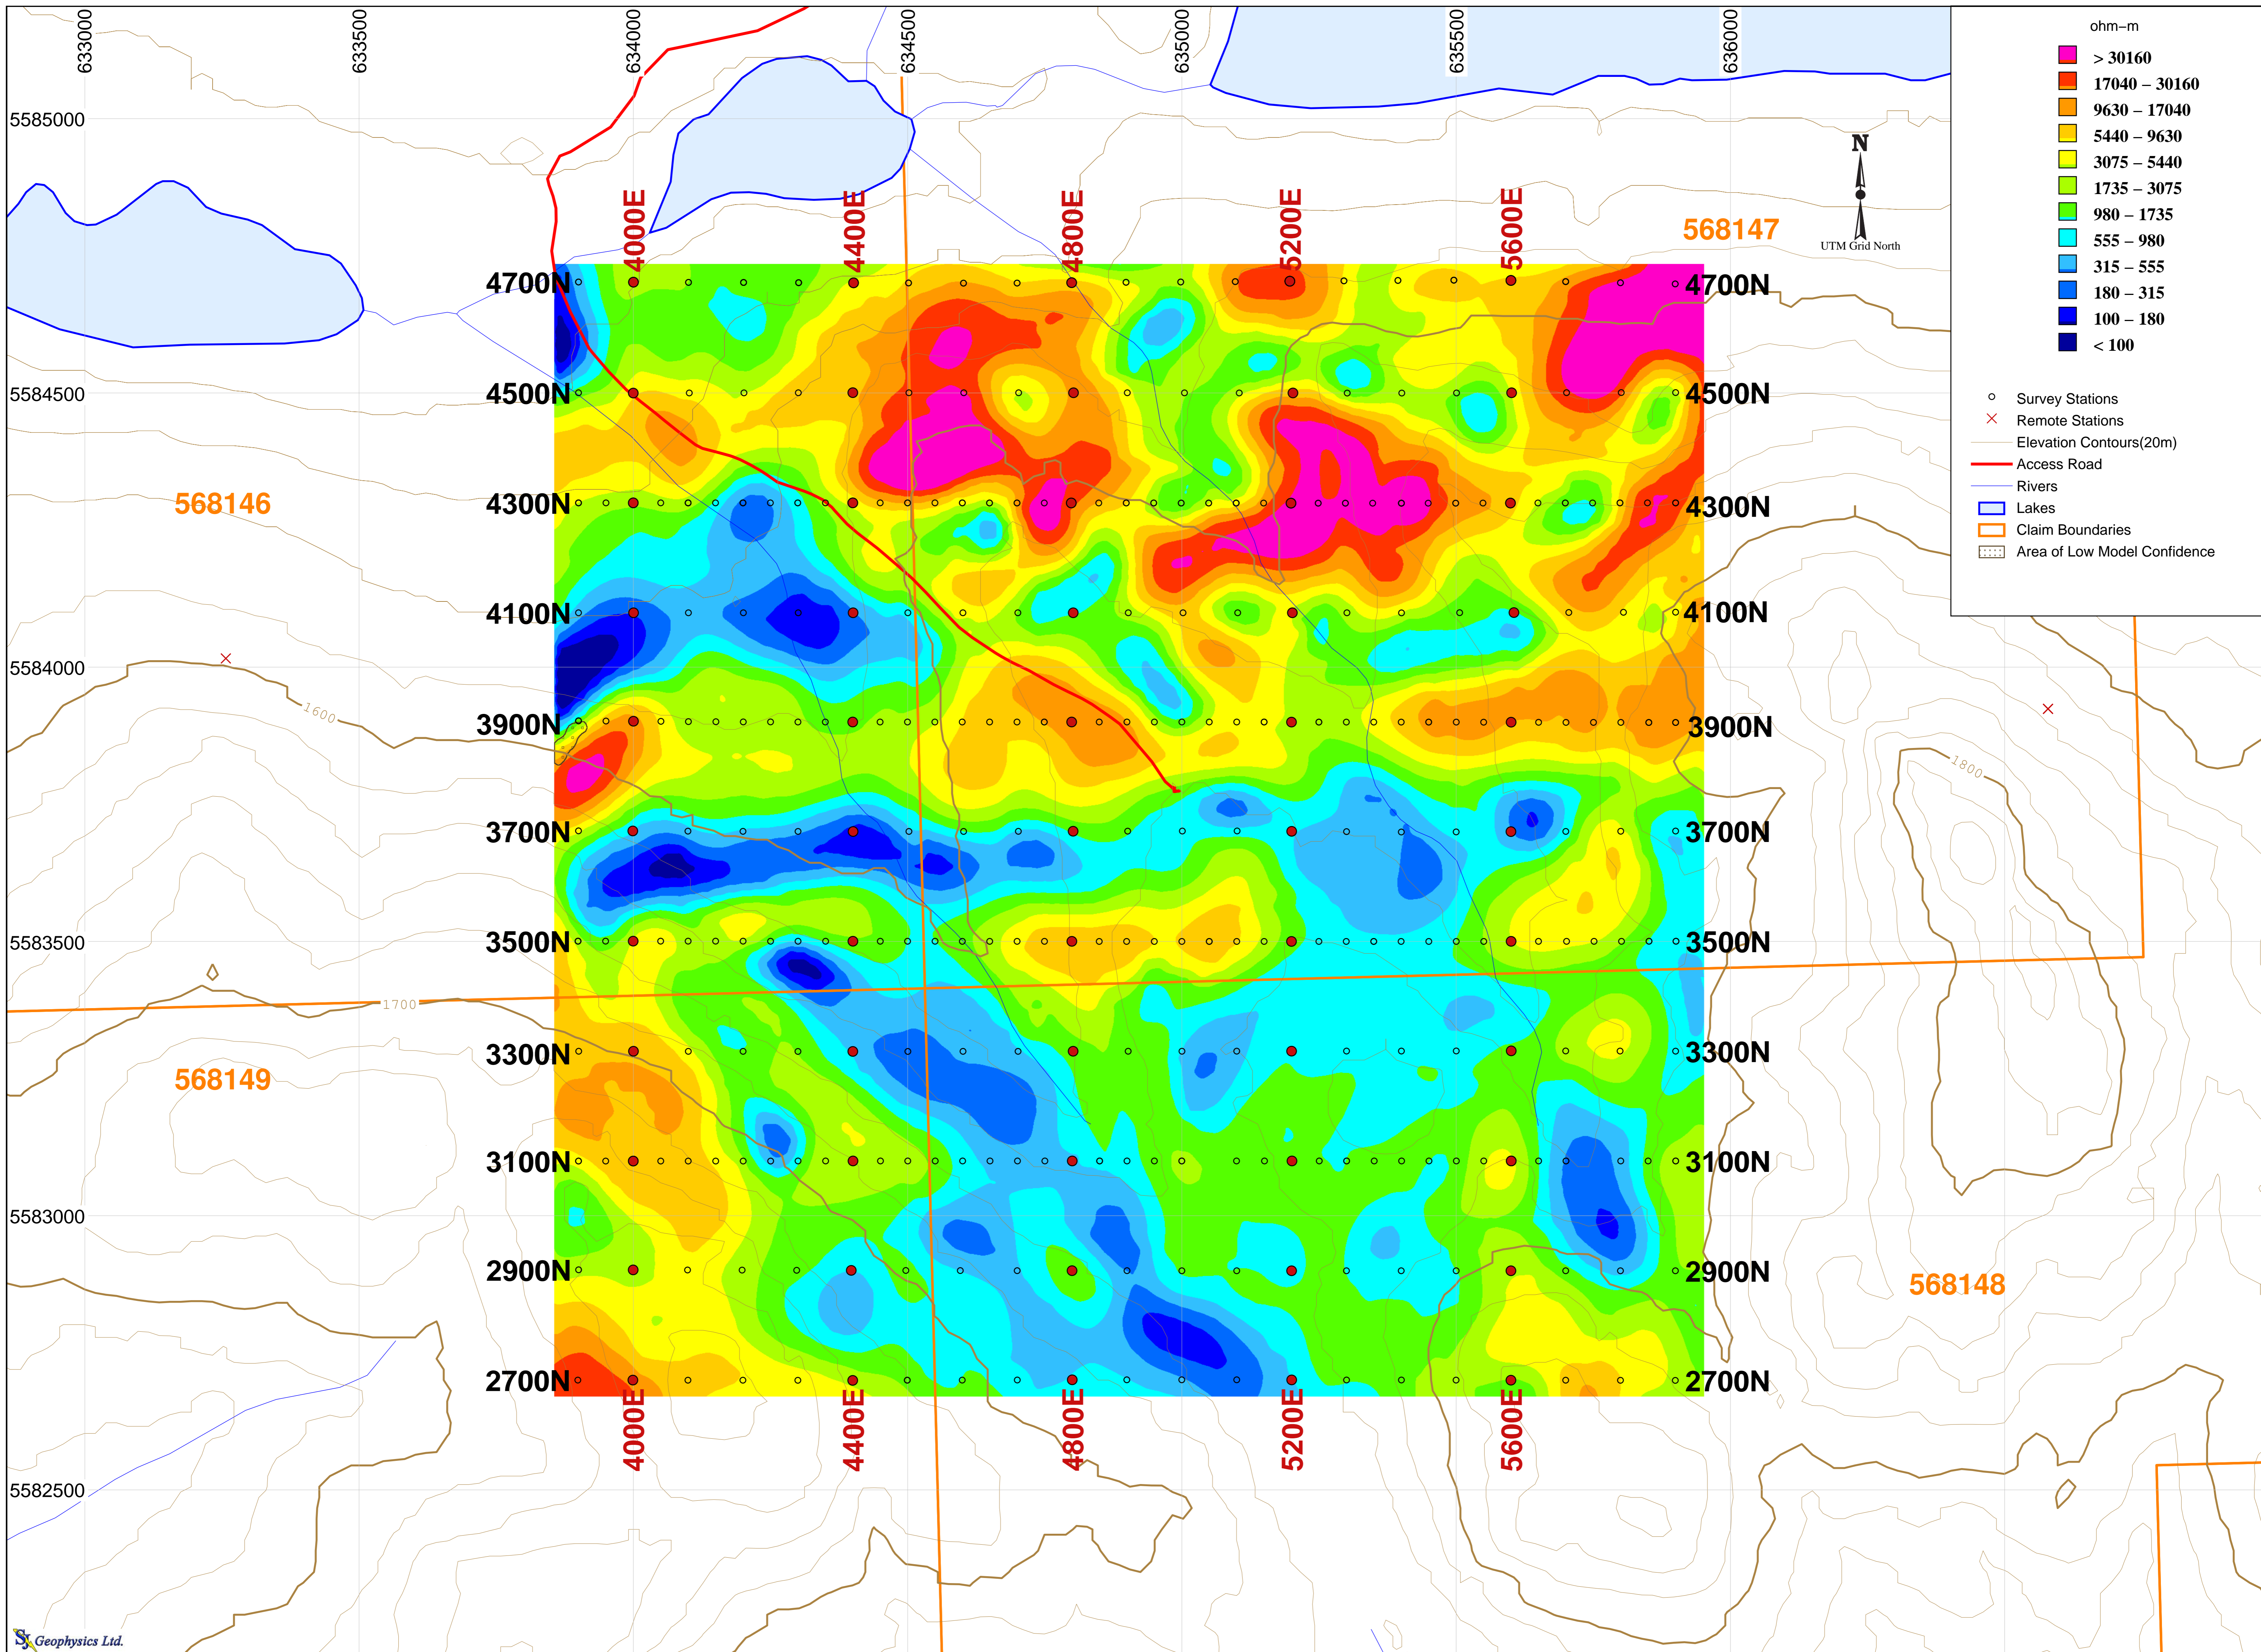 633000
633500
634000
634500
635000
635500
636000
ohm–m
> 30160
17040 – 30160
9630 – 17040
5440 – 9630
3075 – 5440
1735 – 3075
980 – 1735
555 – 980
315 – 555
180 – 315
100 – 180
< 100
Survey Stations
Remote Stations
Elevation Contours(20m)
Access Road
Rivers
Lakes
Claim Boundaries
Area of Low Model Confidence
N
UTM Grid North
5585000
5584500
5584000
5583500
5583000
5582500
568147
568146
568149
568148
4000E
4400E
4800E
5200E
5600E
4700N
4700N
4500N
4500N
4300N
4300N
4100N
4100N
3900N
3900N
3700N
3700N
3500N
3500N
3300N
3300N
3100N
3100N
2900N
2900N
2700N
2700N
4000E
4400E
4800E
5200E
5600E
1600
1700
1800
SJ Geophysics Ltd.